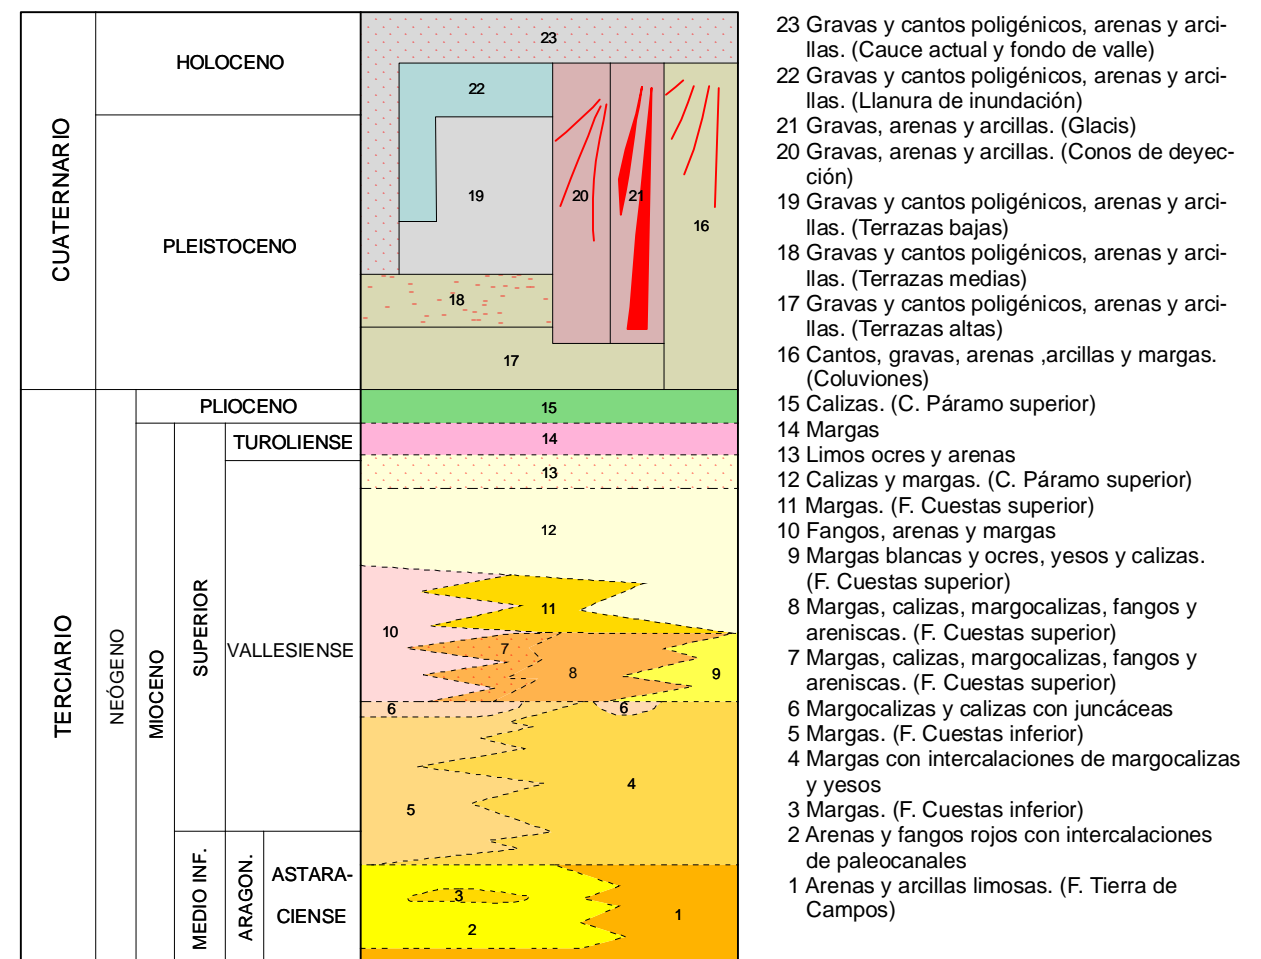 CUATERNARIO
HOLOCENO
PLEISTOCENO
TERCIARIO
NEÓGENO
PLIOCENO
MIOCENO
SUPERIOR
TUROLIENSE
VALLESIENSE
MEDIO INF.
ARAGON.
ASTARA-
CIENSE
23
22
19
20
21
16
18
17
15
14
13
12
11
10
7
8
9
6
6
4
5
3
2
1
23 Gravas y cantos poligénicos, arenas y arci-
llas. (Cauce actual y fondo de valle)
22 Gravas y cantos poligénicos, arenas y arci-
llas. (Llanura de inundación)
21 Gravas, arenas y arcillas. (Glacis)
20 Gravas, arenas y arcillas. (Conos de deyec-
ción)
19 Gravas y cantos poligénicos, arenas y arci-
llas. (Terrazas bajas)
18 Gravas y cantos poligénicos, arenas y arci-
llas. (Terrazas medias)
17 Gravas y cantos poligénicos, arenas y arci-
llas. (Terrazas altas)
16 Cantos, gravas, arenas ,arcillas y margas.
(Coluviones)
15 Calizas. (C. Páramo superior)
14 Margas
13 Limos ocres y arenas
12 Calizas y margas. (C. Páramo superior)
11 Margas. (F. Cuestas superior)
10 Fangos, arenas y margas
9 Margas blancas y ocres, yesos y calizas.
(F. Cuestas superior)
8 Margas, calizas, margocalizas, fangos y
areniscas. (F. Cuestas superior)
7 Margas, calizas, margocalizas, fangos y
areniscas. (F. Cuestas superior)
6 Margocalizas y calizas con juncáceas
5 Margas. (F. Cuestas inferior)
4 Margas con intercalaciones de margocalizas
y yesos
3 Margas. (F. Cuestas inferior)
2 Arenas y fangos rojos con intercalaciones
de paleocanales
1 Arenas y arcillas limosas. (F. Tierra de
Campos)